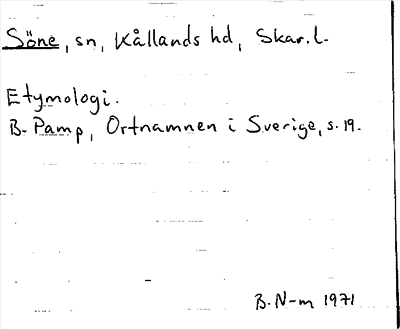 Söne, sn, Kållands hd, Skar. l.
Etymologi.
B. Pamp, Ortnamnen i Sverige, s. 19.
B. N-m 1971